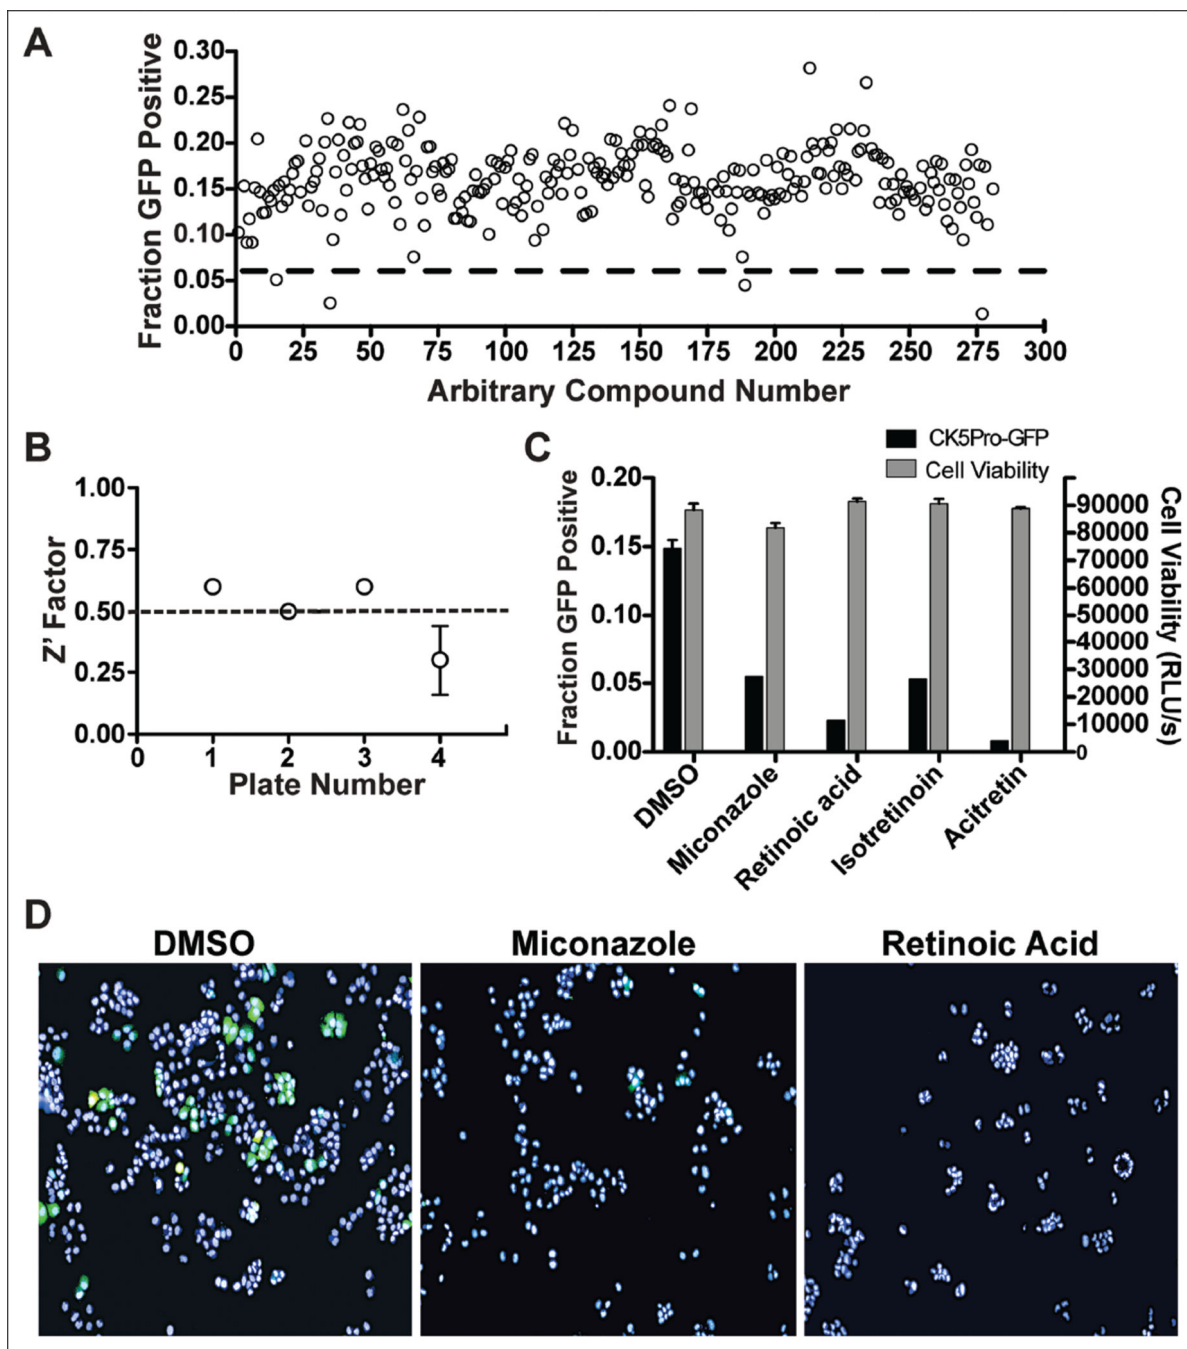 A
Fraction GFP Positive
0.30
0.25
0.20
0.15
0.10
0.05
0.00
0 25 50 75 100 125 150 175 200 225 250 275 300
Arbitrary Compound Number
B
Z' Factor
1.00
0.75
0.50
0.25
0.00
0 1 2 3 4
Plate Number
C
CK5Pro-GFP
Cell Viability
Fraction GFP Positive
0.20
0.15
0.10
0.05
0.00
90000
80000
70000
60000
50000
40000
30000
20000
10000
0
Cell Viability (RLU/s)
DMSO
Miconazole
Retinoic acid
Isotretinoin
Acitretin
D
DMSO Miconazole Retinoic Acid